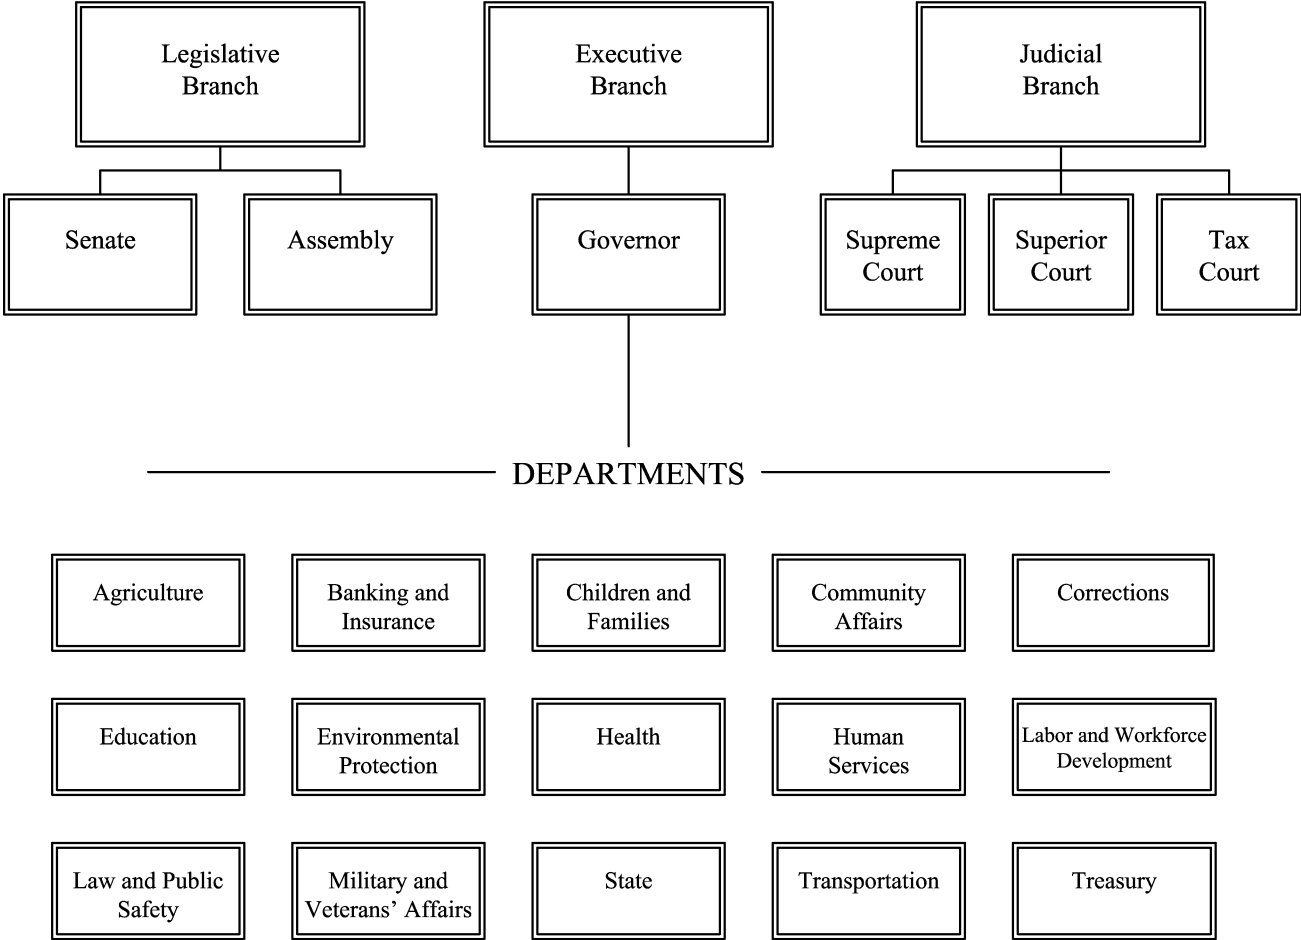 Legislative
Branch
Executive
Branch
Judicial
Branch
Senate
Assembly
Governor
Supreme
Court
Superior
Court
Tax
Court
DEPARTMENTS
Agriculture
Banking and
Insurance
Children and
Families
Community
Affairs
Corrections
Education
Environmental
Protection
Health
Human
Services
Labor and Workforce
Development
Law and Public
Safety
Military and
Veterans’ Affairs
State
Transportation
Treasury